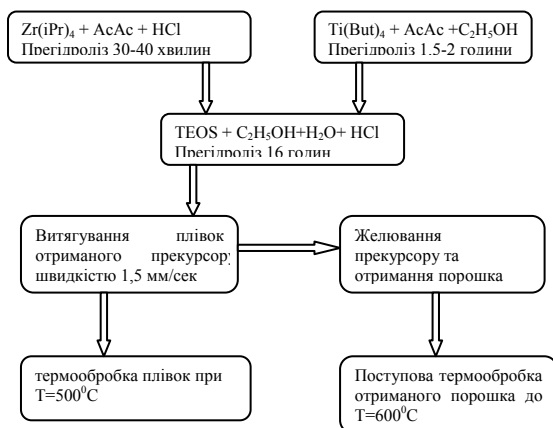 Zr(iPr)₄ + AcAc + HCl
Прегідроліз 30-40 хвилин
Ti(But)₄ + AcAc +C₂H₅OH
Прегідроліз 1.5-2 години
TEOS + C₂H₅OH+H₂O+ HCl
Прегідроліз 16 годин
Витягування плівок
отриманого прекурсору
швидкістю 1,5 мм/сек
Желювання
прекурсору та
отримання порошка
термообробка плівок при
T=500⁰C
Поступова термообробка
отриманого порошка до
T=600⁰C